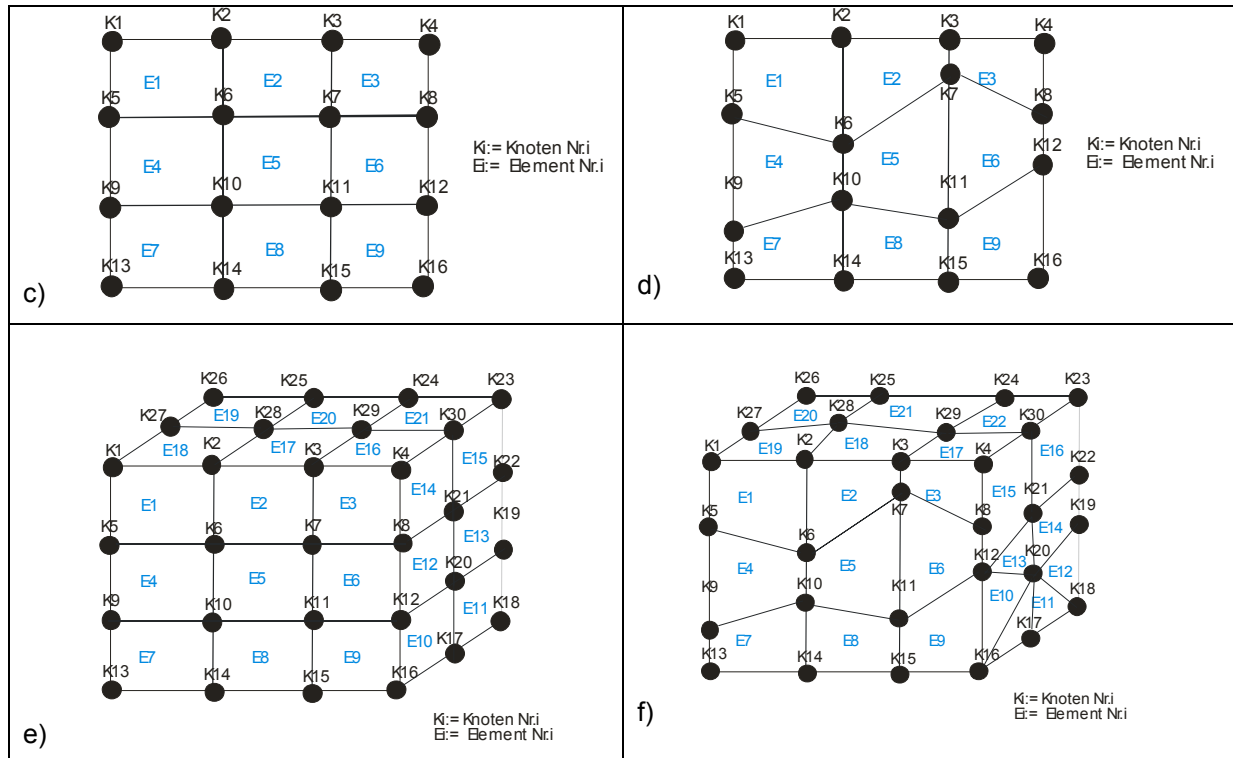 K1 K2 K3 K4
E1 E2 E3
K5 K6 K7 K8
E4 E5 E6
K9 K10 K11 K12
E7 E8 E9
K13 K14 K15 K16
Ki:= Knoten Nr.i
Ei:= Element Nr.i
c)
K1 K2 K3 K4
E1 E2 E3
K5 K6 K7 K8
E4 E5 E6
K9 K10 K11 K12
E7 E8 E9
K13 K14 K15 K16
Ki:= Knoten Nr.i
Ei:= Element Nr.i
d)
K26 K25 K24 K23
K27 E19 K28 E20 K29 E21 K30
K1 E18 K2 E17 K3 E16 K4 E15
E1 E2 E3 E14 K21 K22
K5 K6 K7 K8 E13 K19
E4 E5 E6 E12 K20
K9 K10 K11 K12 E11 K18
E7 E8 E9 E10 K17
K13 K14 K15 K16
Ki:= Knoten Nr.i
Ei:= Element Nr.i
e)
K26 K25 K24 K23
K27 E20 K28 E21 K29 E22 K30
K1 E19 K2 E18 K3 E17 K4 E16
E1 E2 E3 E15 K21 K22
K5 K6 K7 K8 E14 K19
E4 E5 E6 K12 E13 K20 E12
K9 K10 K11 E10 E11 K18
E7 E8 E9 K17
K13 K14 K15 K16
Ki:= Knoten Nr.i
Ei:= Element Nr.i
f)